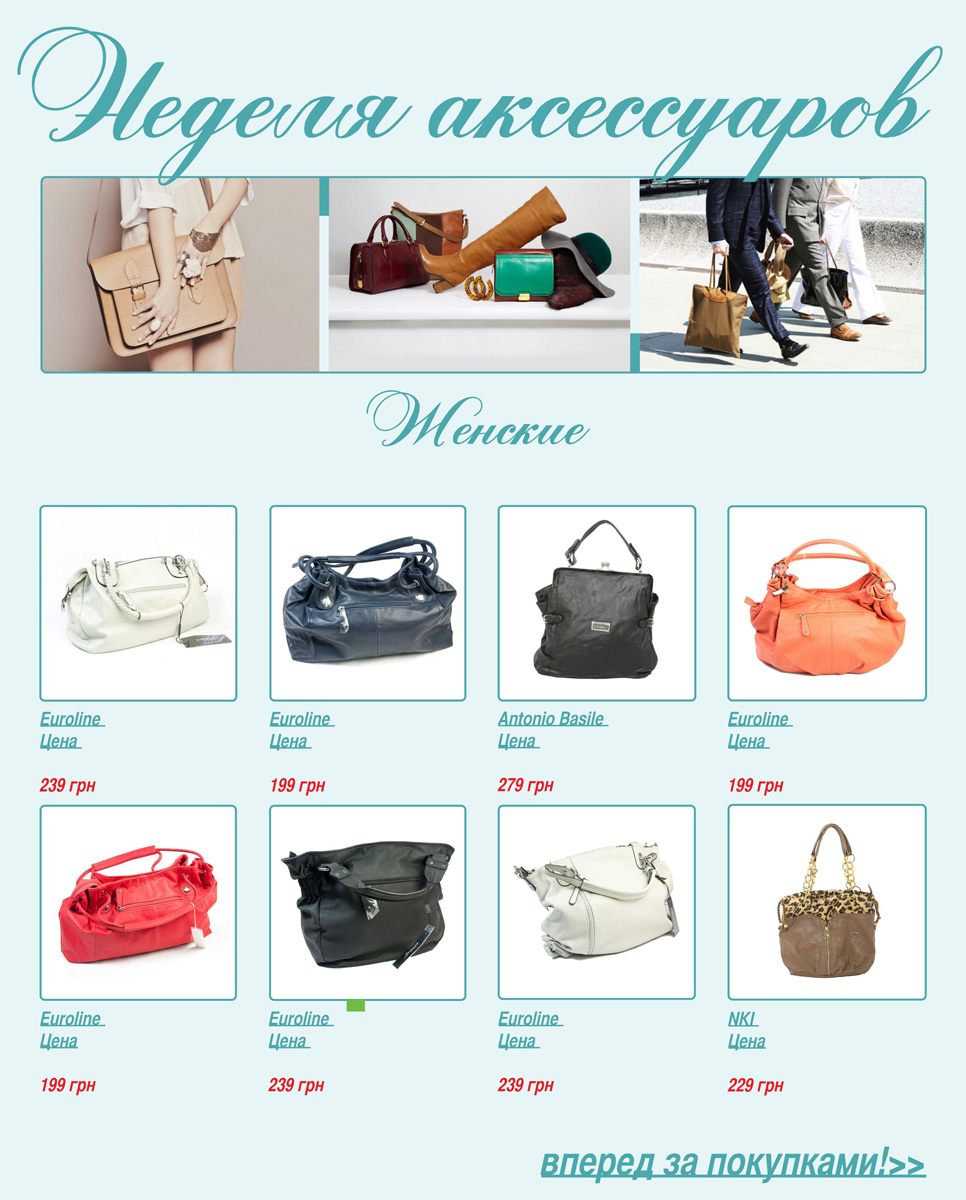 Неделя аксессуаров
Женские
Euroline
Цена
239 грн
Euroline
Цена
199 грн
Antonio Basile
Цена
279 грн
Euroline
Цена
199 грн
Euroline
Цена
199 грн
Euroline
Цена
239 грн
Euroline
Цена
239 грн
NKI
Цена
229 грн
вперед за покупками!>>